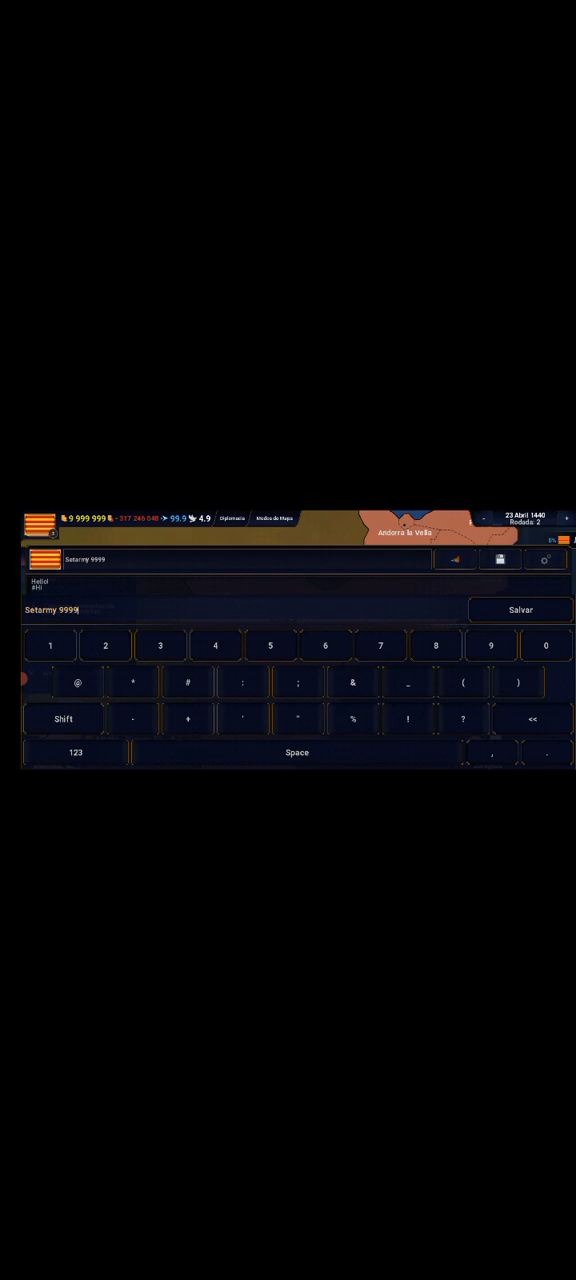 9 999 999 -317 246 648 99.9 4.9 Diplomacia Modos de Mapa
23 Abril 1440
- +
Rodada: 2
Andorra la Vella
0%
Setarmy 9999
Hello!
#Hi
Setarmy 9999 Salvar
1 2 3 4 5 6 7 8 9 0
@ * # : ; & _ ( )
Shift - + ' " % ! ? <<
123 Space , .